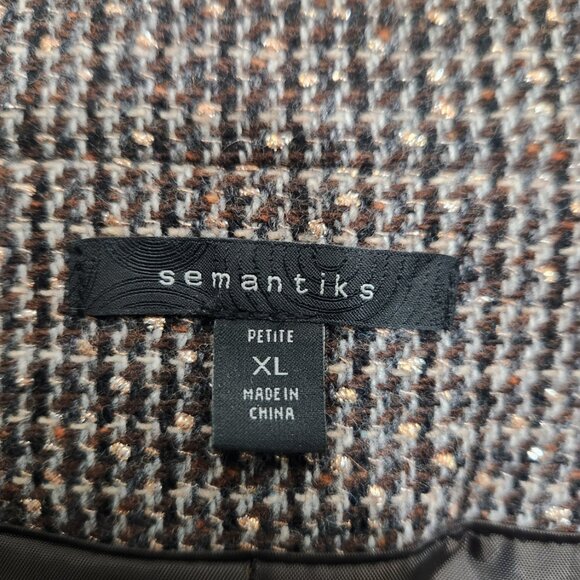 semantiks
PETITE
XL
MADE IN
CHINA